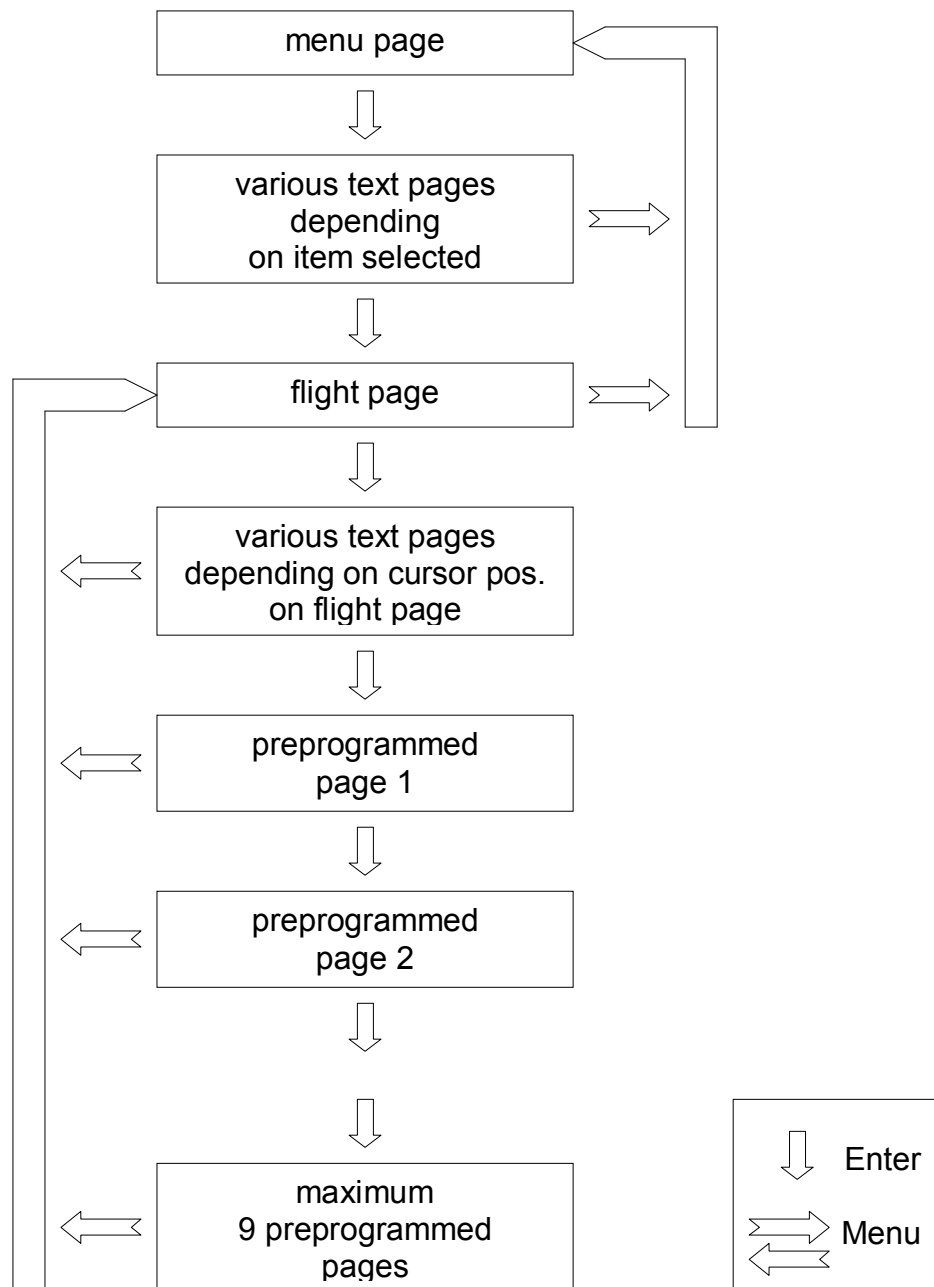 menu page
various text pages
depending
on item selected
flight page
various text pages
depending on cursor pos.
on flight page
preprogrammed
page 1
preprogrammed
page 2
maximum
9 preprogrammed
pages
Enter
Menu